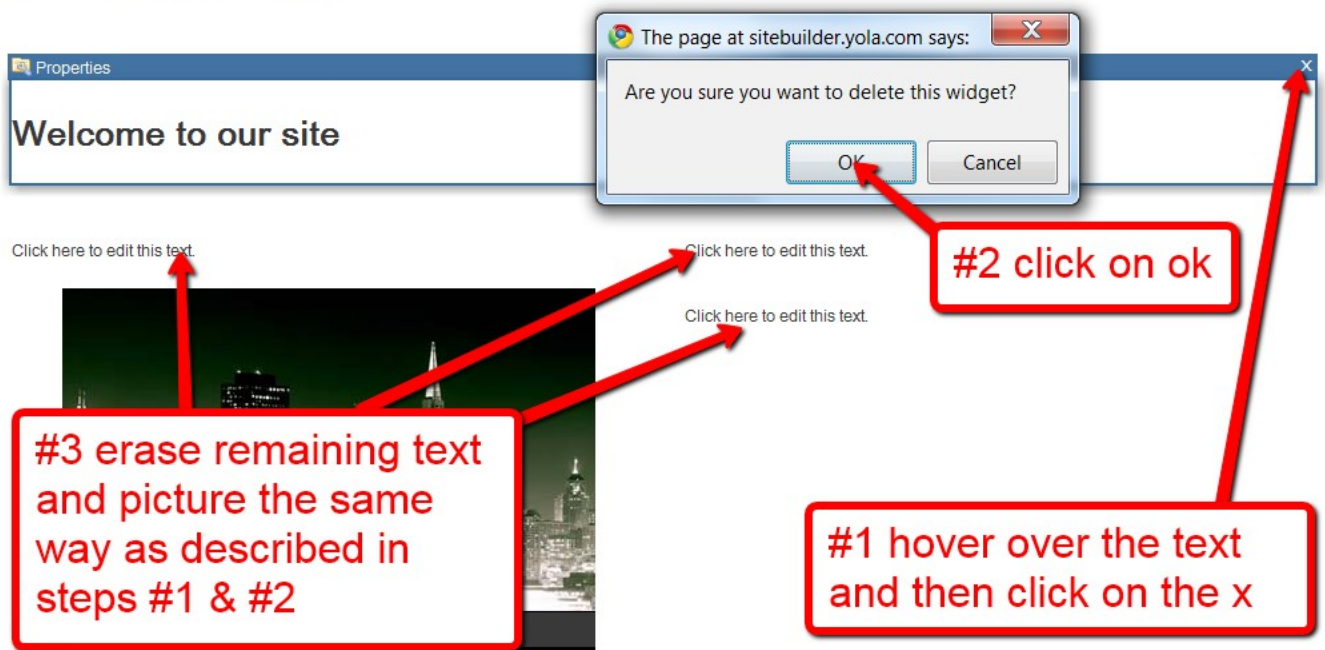 The page at sitebuilder.yola.com says:
X
Properties
X
Are you sure you want to delete this widget?
Welcome to our site
OK
Cancel
Click here to edit this text.
Click here to edit this text.
#2 click on ok
Click here to edit this text.
#3 erase remaining text
and picture the same
way as described in
steps #1 & #2
#1 hover over the text
and then click on the x